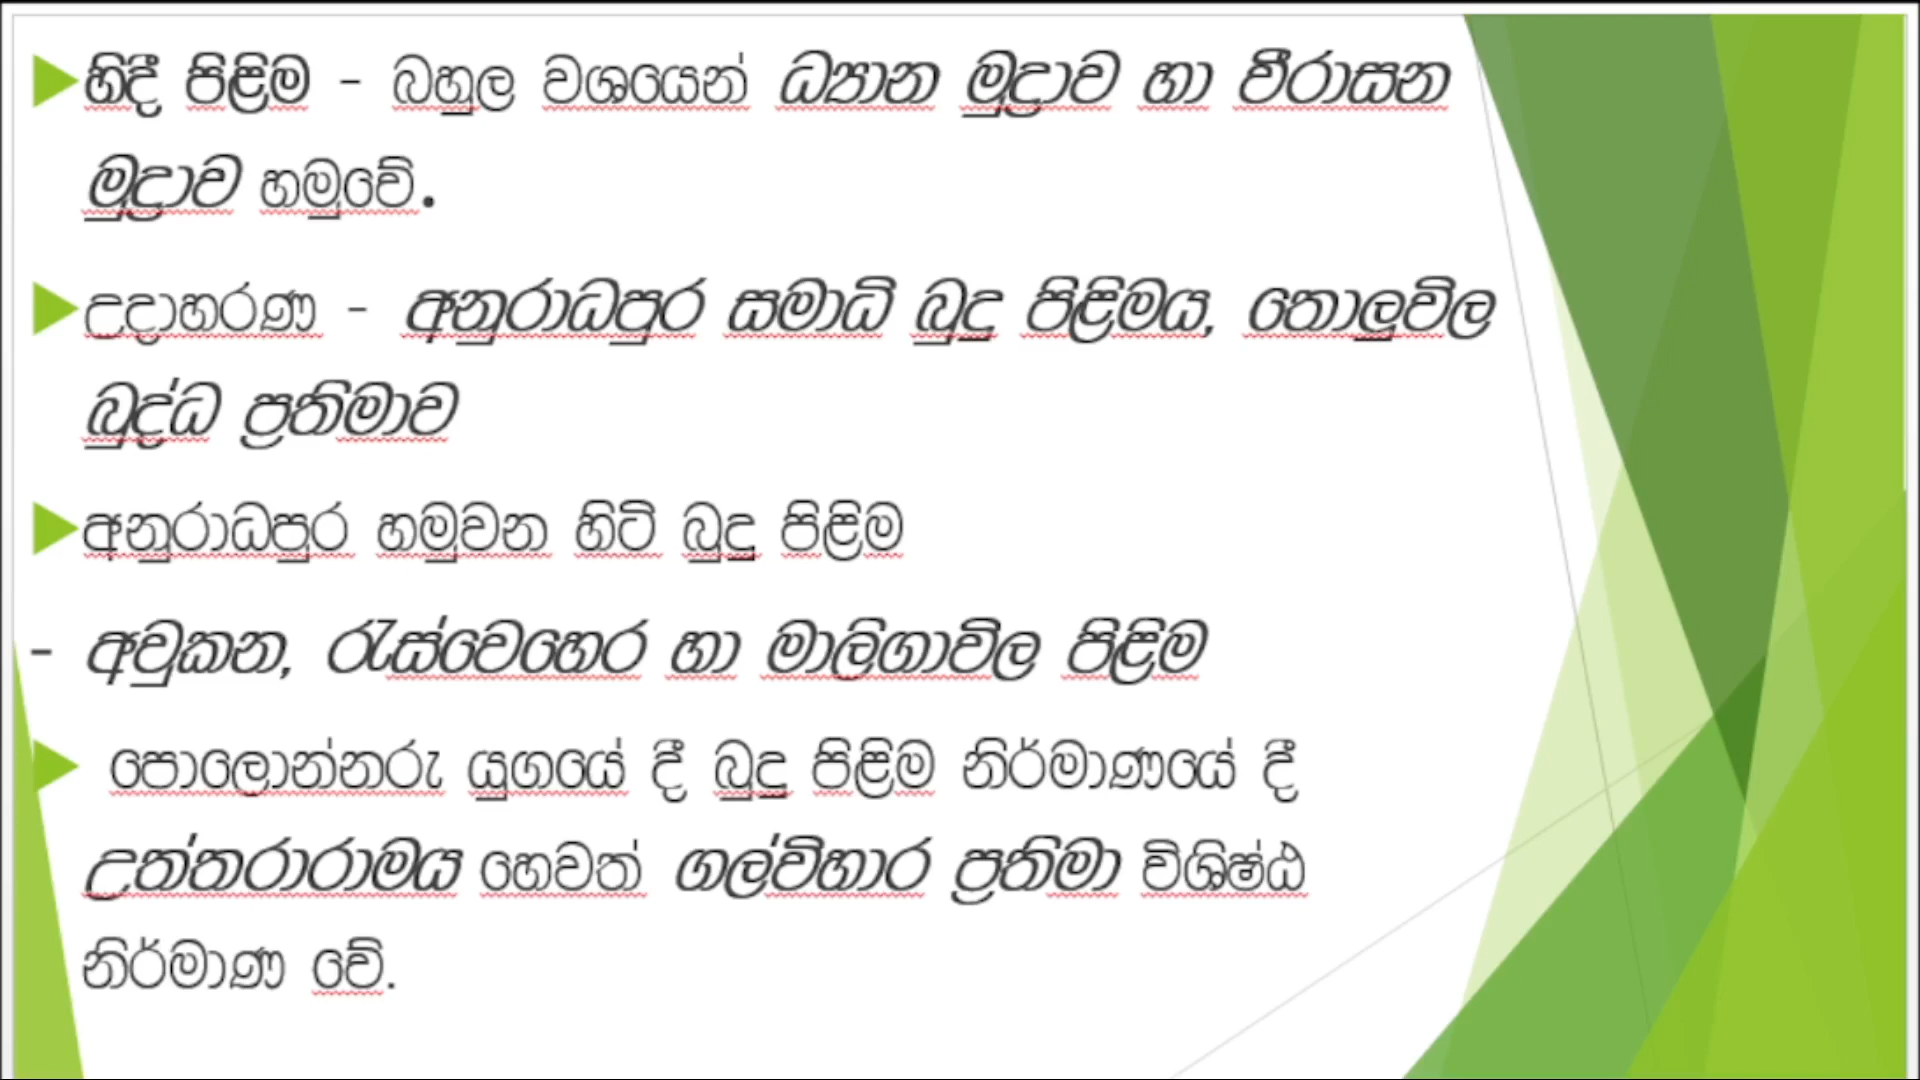 හිඳි පිළිම - බහුල වශයෙන් ධ්‍යාන මුද්‍රාව හා වීරාසන
මුද්‍රාව හමුවේ.
උදාහරණ - අනුරාධපුර සමාධි බුදු පිළිමය, තොලුවිල
බුද්ධ ප්‍රතිමාව
අනුරාධපුර හමුවන හිටි බුදු පිළිම
- අවුකන, රැස්වෙහෙර හා මාලිගාවිල පිළිම
පොලොන්නරු යුගයේ දී බුදු පිළිම නිර්මාණයේ දී
උත්තරාරාමය හෙවත් ගල්විහාර ප්‍රතිමා විශිෂ්ඨ
නිර්මාණ වේ.